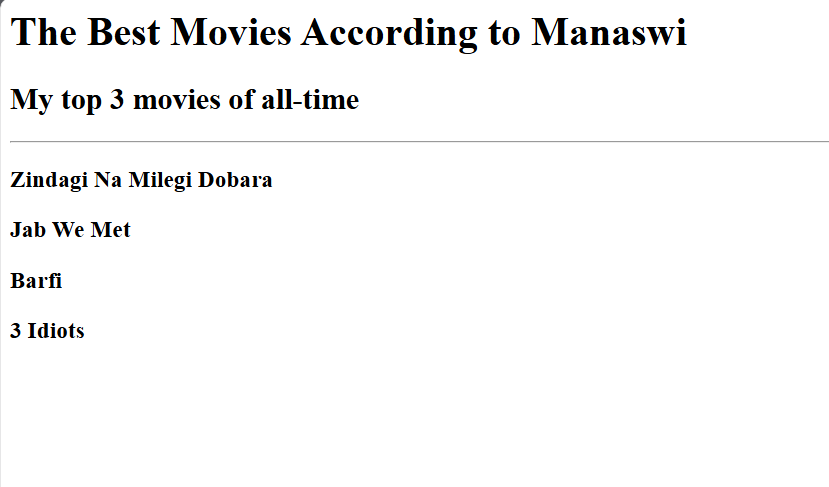 The Best Movies According to Manaswi
My top 3 movies of all-time
Zindagi Na Milegi Dobara
Jab We Met
Barfi
3 Idiots